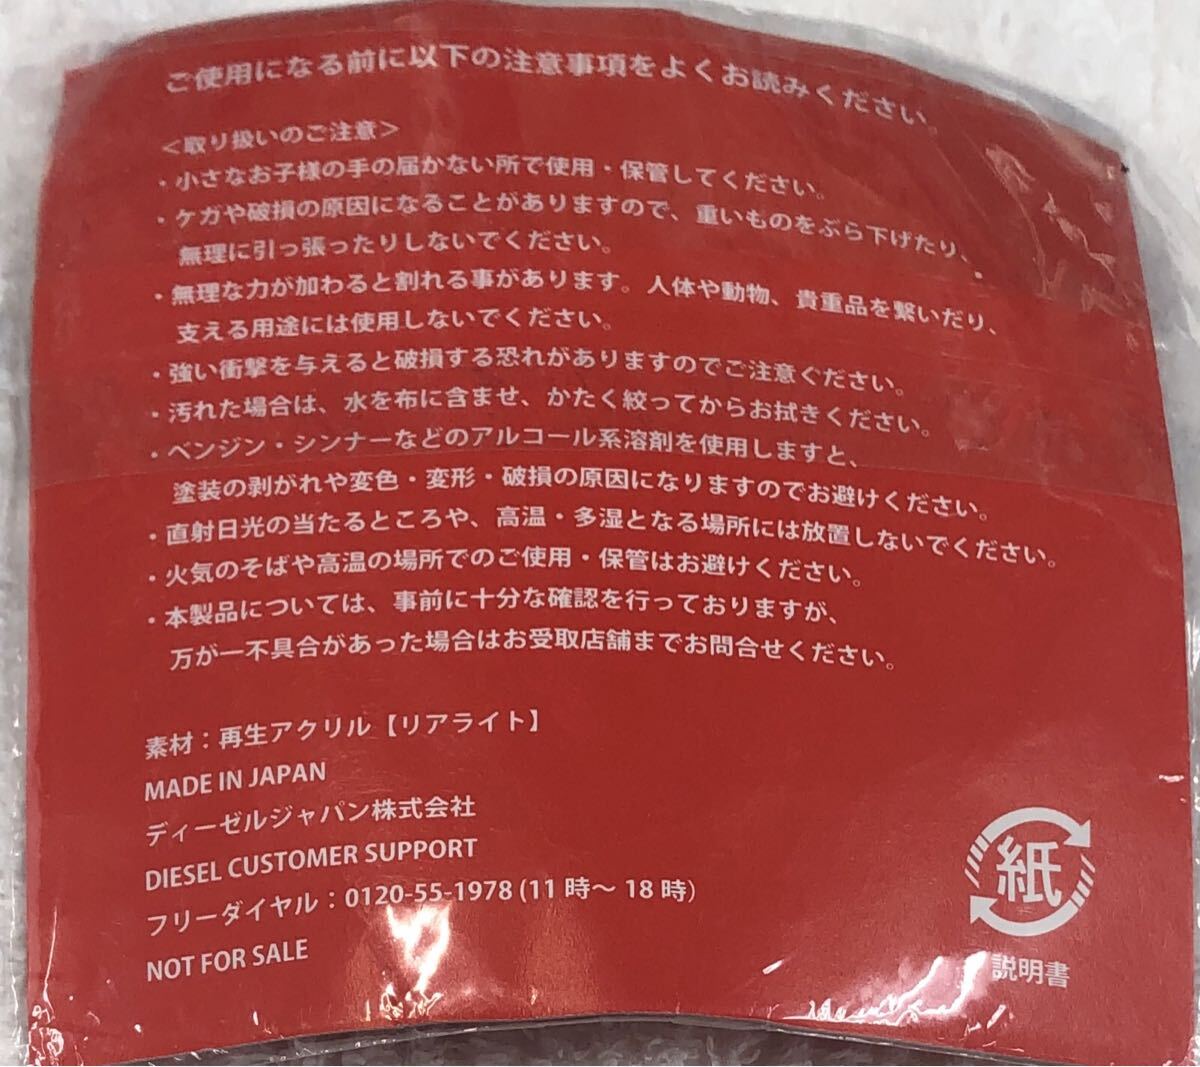 ご使用になる前に以下の注意事項をよくお読みください。
＜取り扱いのご注意＞
・小さなお子様の手の届かない所で使用・保管してください。
・ケガや破損の原因になることがありますので、重いものをぶら下げたり、
無理に引っ張ったりしないでください。
・無理な力が加わると割れる事があります。人体や動物、貴重品を繋いだり、
支える用途には使用しないでください。
・強い衝撃を与えると破損する恐れがありますのでご注意ください。
・汚れた場合は、水を布に含ませ、かたく絞ってからお拭きください。
・ベンジン・シンナーなどのアルコール系溶剤を使用しますと、
塗装の剥がれや変色・変形・破損の原因になりますのでお避けください。
・直射日光の当たるところや、高温・多湿となる場所には放置しないでください。
・火気のそばや高温の場所でのご使用・保管はお避けください。
・本製品については、事前に十分な確認を行っておりますが、
万が一不具合があった場合はお受取店舗までお問合せください。
素材：再生アクリル【リアライト】
MADE IN JAPAN
ディーゼルジャパン株式会社
DIESEL CUSTOMER SUPPORT
フリーダイヤル：0120-55-1978 (11時～18時)
NOT FOR SALE
紙
説明書